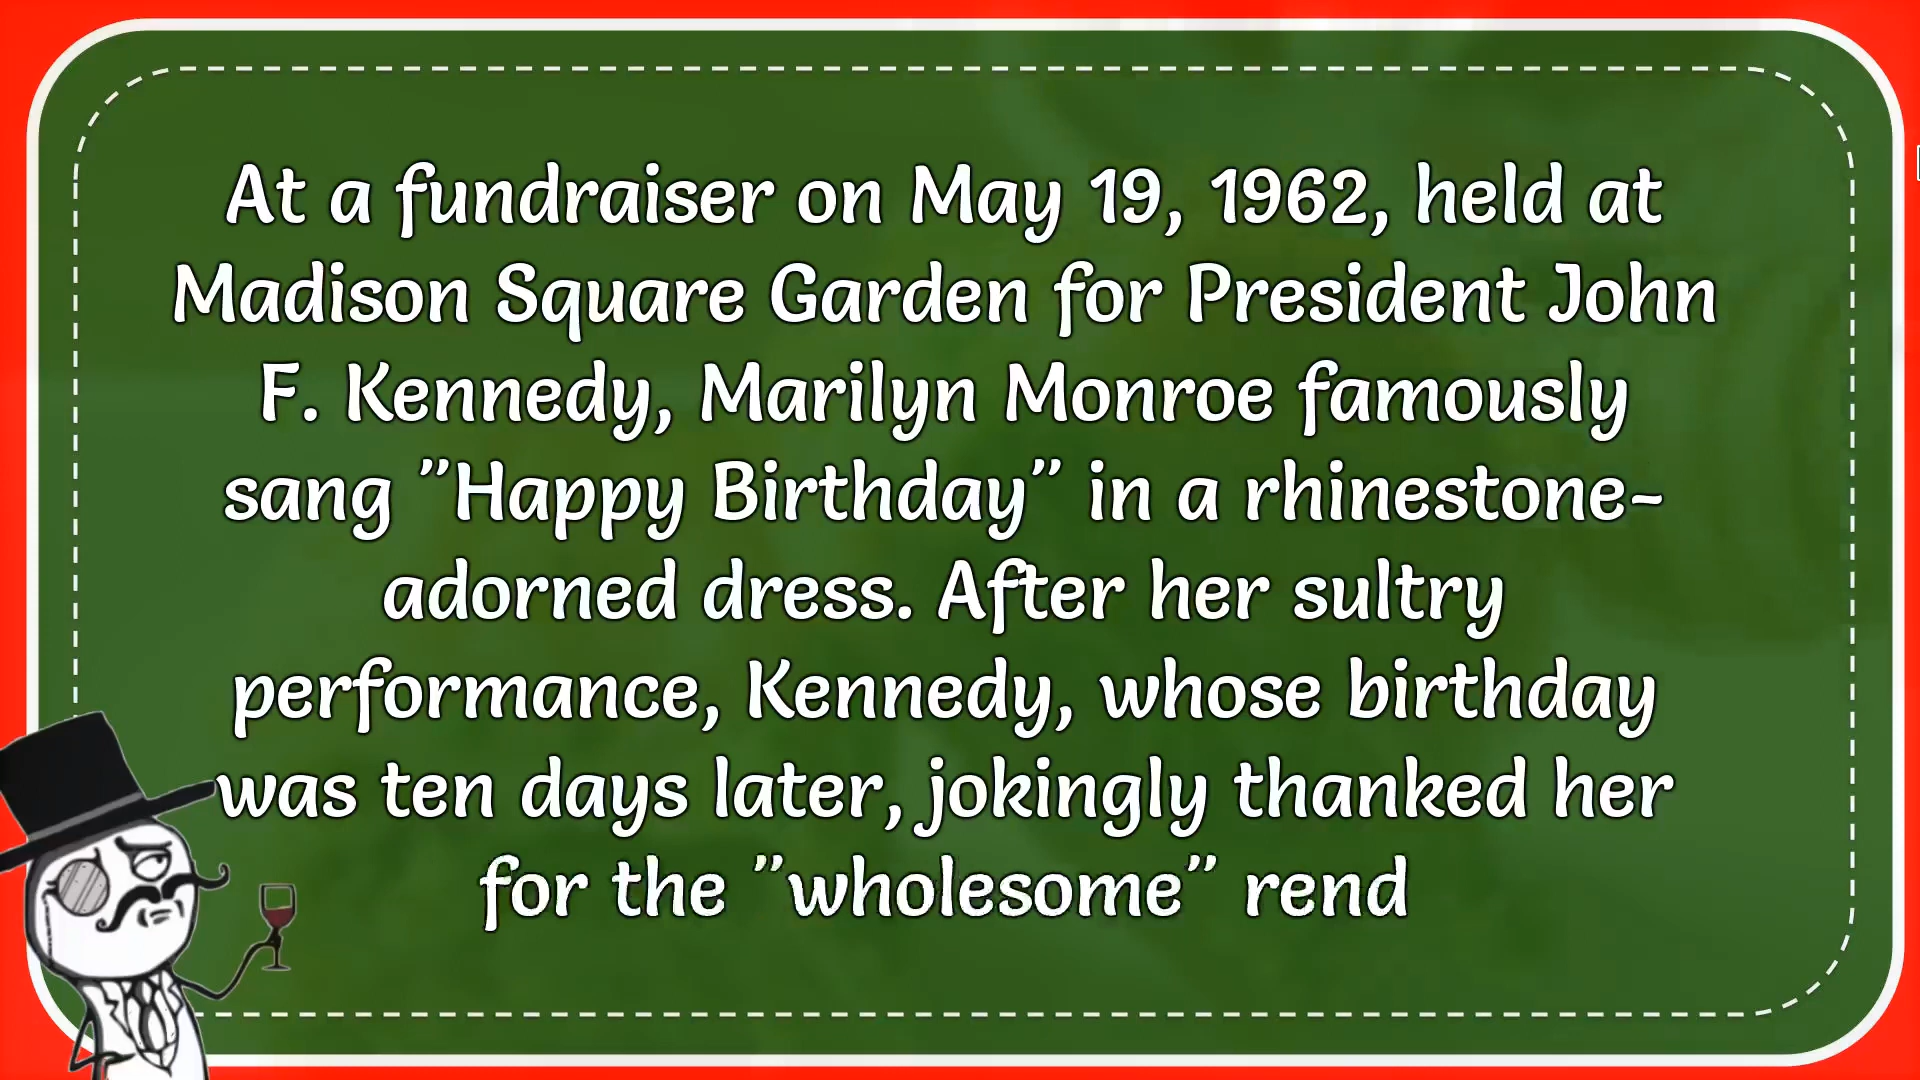 At a fundraiser on May 19, 1962, held at
Madison Square Garden for President John
F. Kennedy, Marilyn Monroe famously
sang "Happy Birthday" in a rhinestone-
adorned dress. After her sultry
performance, Kennedy, whose birthday
was ten days later, jokingly thanked her
for the "wholesome" rend